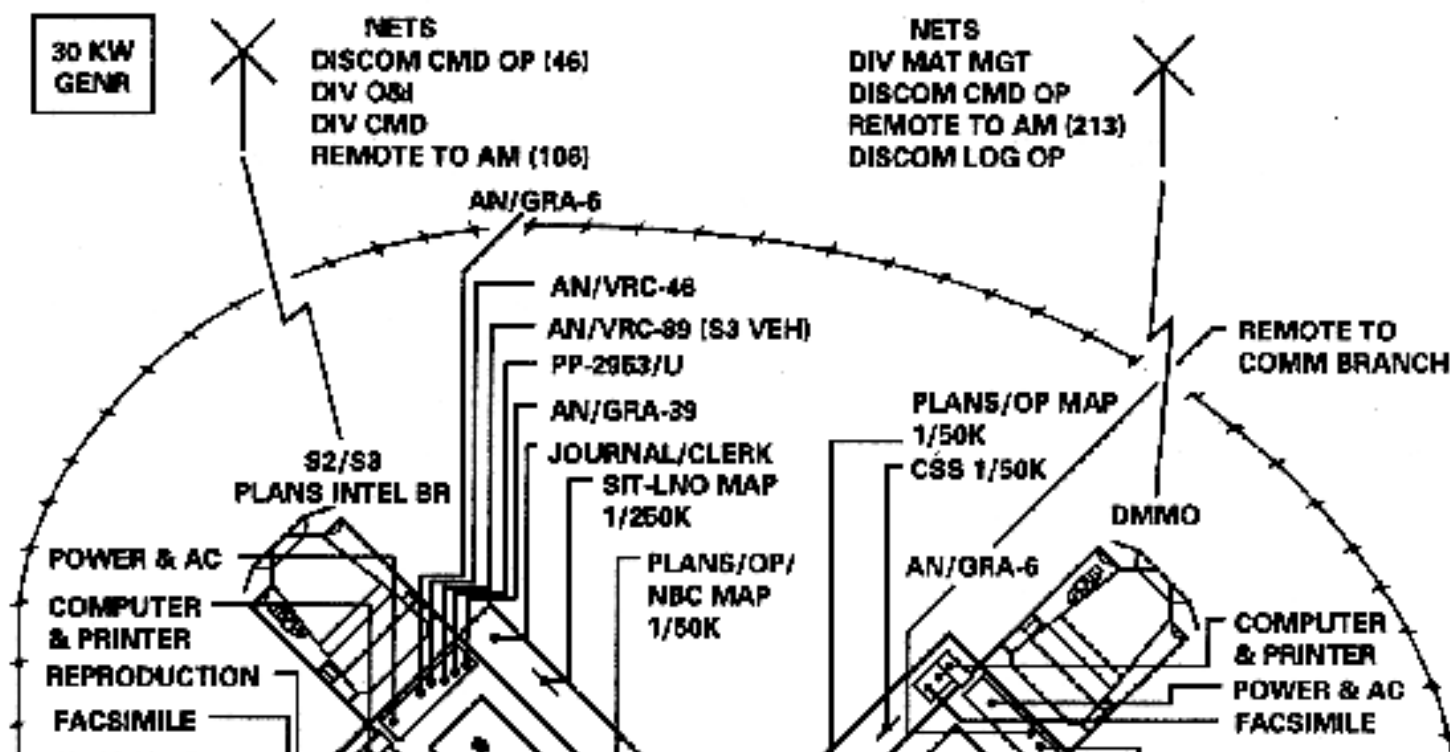 30 KW
GENR
NETS
DISCOM CMD OP (46)
DIV O&I
DIV CMD
REMOTE TO AM (106)
NETS
DIV MAT MGT
DISCOM CMD OP
REMOTE TO AM (213)
DISCOM LOG OP
AN/GRA-6
AN/VRC-46
AN/VRC-89 (S3 VEH)
PP-2953/U
AN/GRA-39
JOURNAL/CLERK
SIT-LNO MAP
1/250K
PLANS/OP/
NBC MAP
1/50K
REMOTE TO
COMM BRANCH
PLANS/OP MAP
1/50K
CSS 1/50K
S2/S3
PLANS INTEL BR
DMMO
AN/GRA-6
POWER & AC
COMPUTER
& PRINTER
REPRODUCTION
FACSIMILE
COMPUTER
& PRINTER
POWER & AC
FACSIMILE